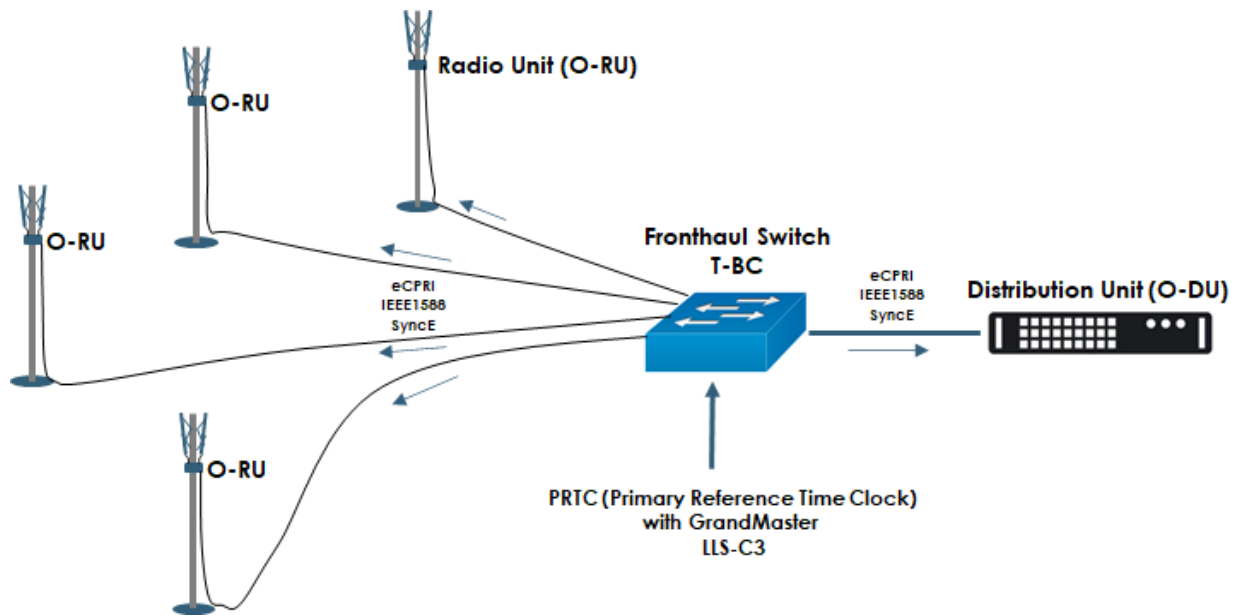 Radio Unit (O-RU)
O-RU
O-RU
Fronthaul Switch
T-BC
eCPRI
IEEE1588
SyncE
eCPRI
IEEE1588
SyncE
Distribution Unit (O-DU)
O-RU
PRTC (Primary Reference Time Clock)
with GrandMaster
LLS-C3